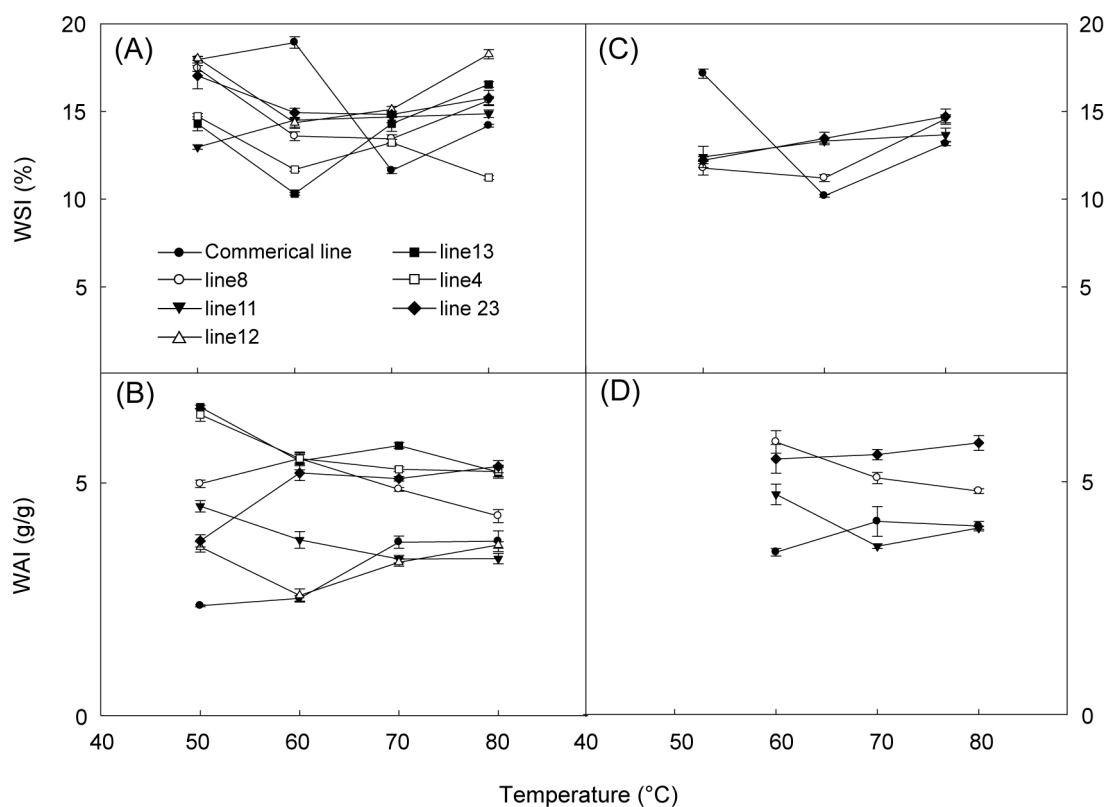 20
(A)
(C)
20
15
15
WSI (%)
10
10
Commerical line
line13
line8
line4
5
5
line11
line 23
line12
(B)
(D)
5
5
WAI (g/g)
0
0
40 50 60 70 80 40 50 60 70 80
Temperature (°C)